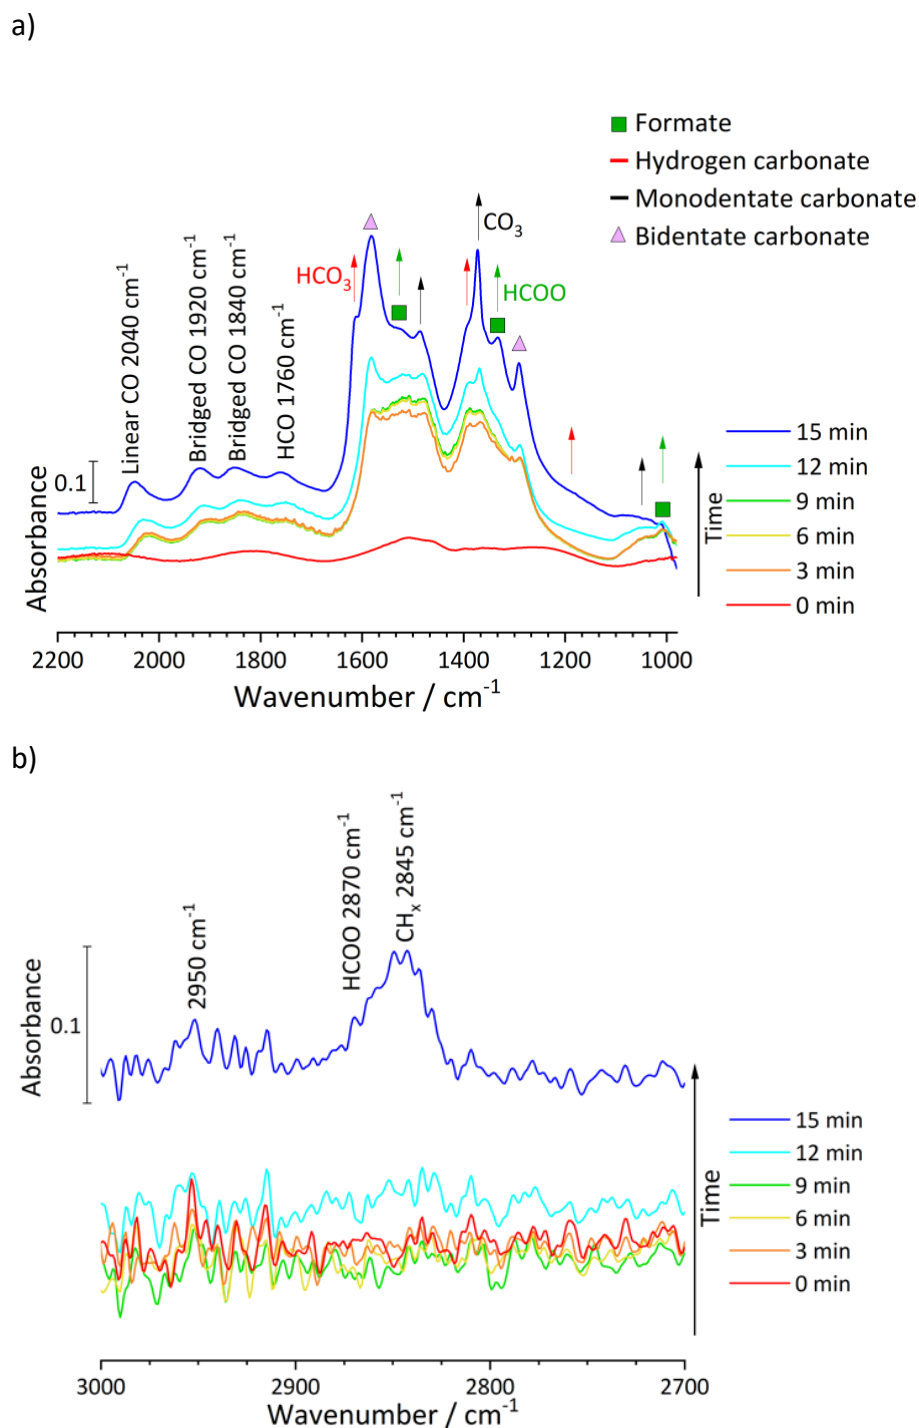 a)
Formate
Hydrogen carbonate
Monodentate carbonate
Bidentate carbonate
Linear CO 2040 cm⁻¹
Bridged CO 1920 cm⁻¹
Bridged CO 1840 cm⁻¹
HCO 1760 cm⁻¹
HCO₃
CO₃
HCOO
0.1
Absorbance
Time
15 min
12 min
9 min
6 min
3 min
0 min
2200 2000 1800 1600 1400 1200 1000
Wavenumber / cm⁻¹
b)
2950 cm⁻¹
HCOO 2870 cm⁻¹
CHₓ 2845 cm⁻¹
0.1
Absorbance
Time
15 min
12 min
9 min
6 min
3 min
0 min
3000 2900 2800 2700
Wavenumber / cm⁻¹